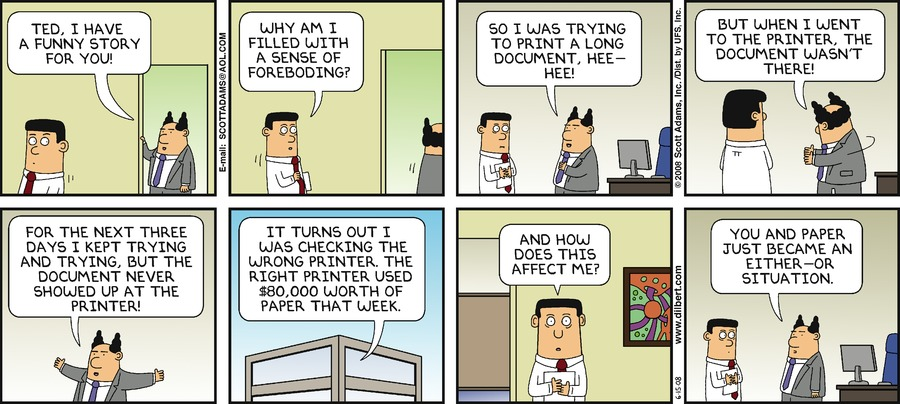 TED, I HAVE
A FUNNY STORY
FOR YOU!
E-mail: SCOTTADAMS@AOL.COM
WHY AM I
FILLED WITH
A SENSE OF
FOREBODING?
SO I WAS TRYING
TO PRINT A LONG
DOCUMENT, HEE–
HEE!
© 2008 Scott Adams, Inc. /Dist. by UFS, Inc.
BUT WHEN I WENT
TO THE PRINTER, THE
DOCUMENT WASN'T
THERE!
FOR THE NEXT THREE
DAYS I KEPT TRYING
AND TRYING, BUT THE
DOCUMENT NEVER
SHOWED UP AT THE
PRINTER!
IT TURNS OUT I
WAS CHECKING THE
WRONG PRINTER. THE
RIGHT PRINTER USED
$80,000 WORTH OF
PAPER THAT WEEK.
AND HOW
DOES THIS
AFFECT ME?
6-15-08
www.dilbert.com
YOU AND PAPER
JUST BECAME AN
EITHER–OR
SITUATION.